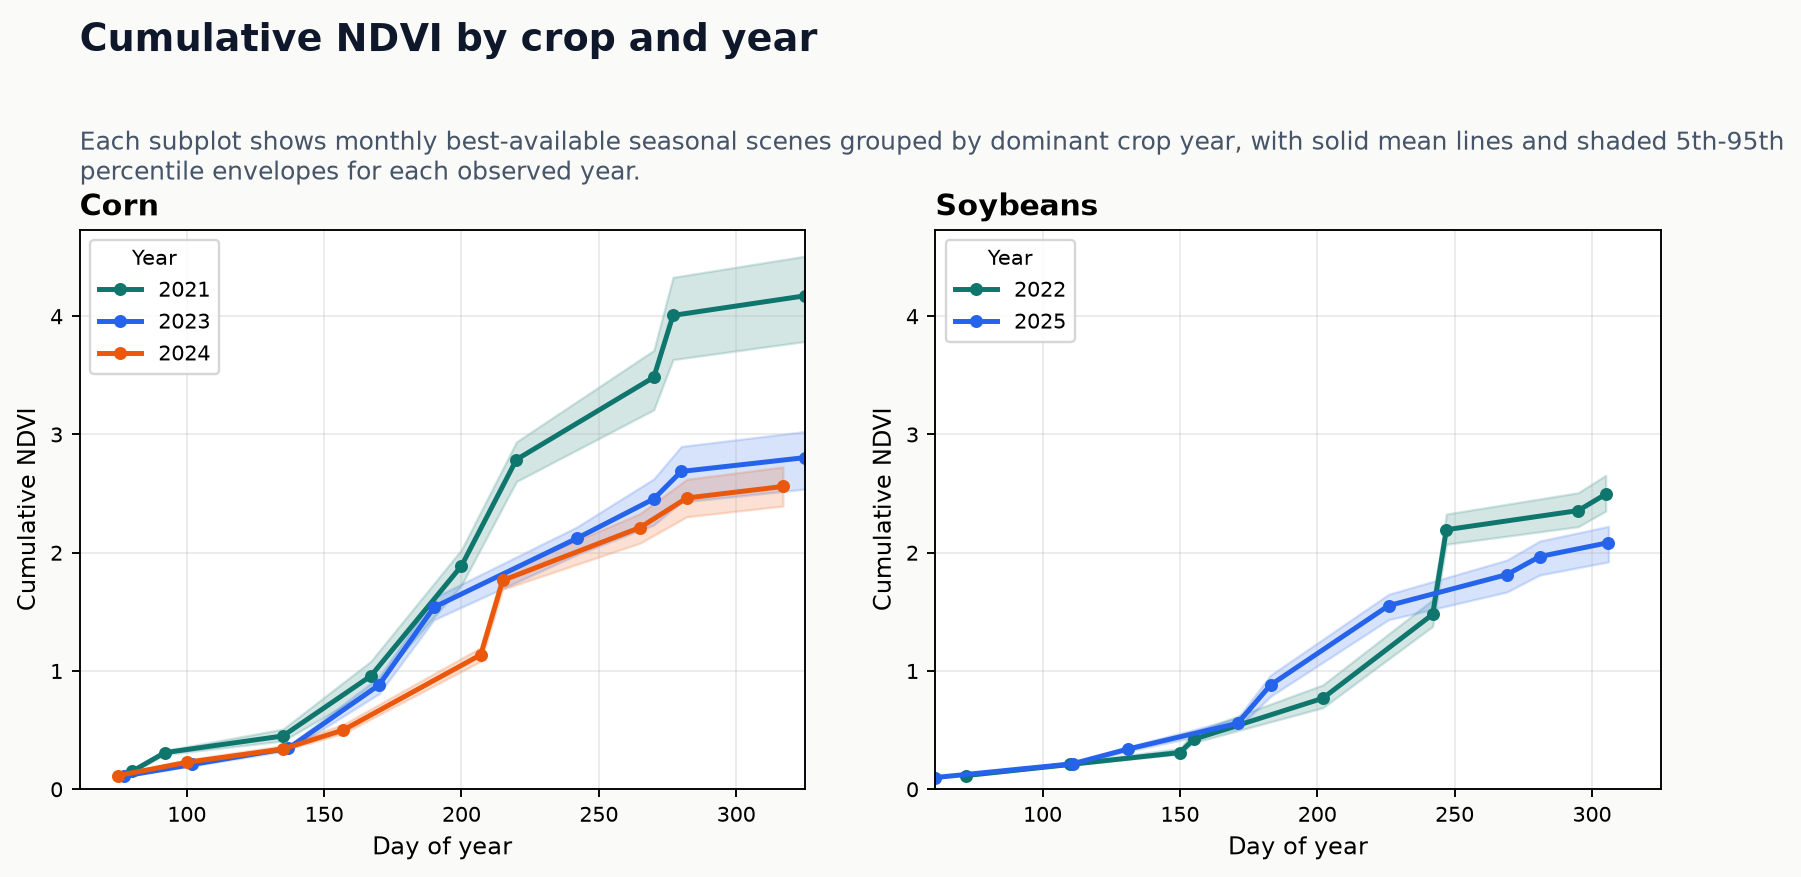 Cumulative NDVI by crop and year
Each subplot shows monthly best-available seasonal scenes grouped by dominant crop year, with solid mean lines and shaded 5th-95th
percentile envelopes for each observed year.
Corn
Year
2021
2023
2024
Cumulative NDVI
4
3
2
1
0
100 150 200 250 300
Day of year
Soybeans
Year
2022
2025
Cumulative NDVI
4
3
2
1
0
100 150 200 250 300
Day of year